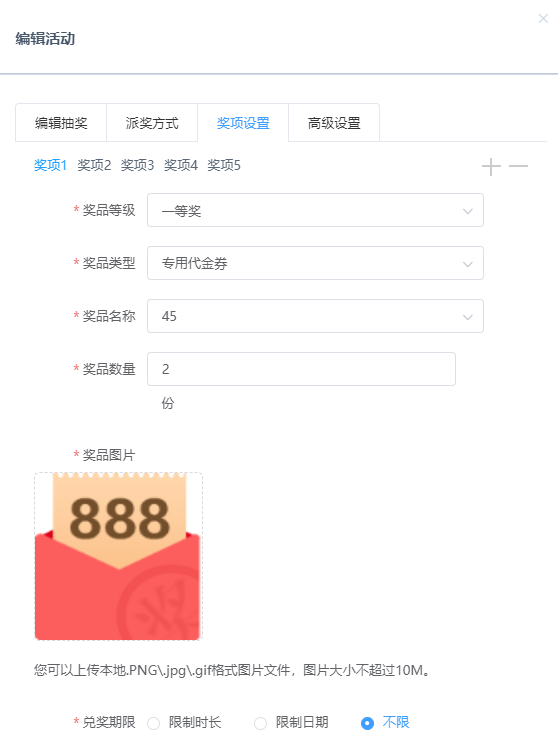 编辑活动
编辑抽奖 派奖方式 奖项设置 高级设置
奖项1 奖项2 奖项3 奖项4 奖项5
* 奖品等级 一等奖
* 奖品类型 专用代金券
* 奖品名称 45
* 奖品数量 2
份
* 奖品图片
888
奖
您可以上传本地.PNG\.jpg\.gif格式图片文件，图片大小不超过10M。
* 兑奖期限 限制时长 限制日期 不限